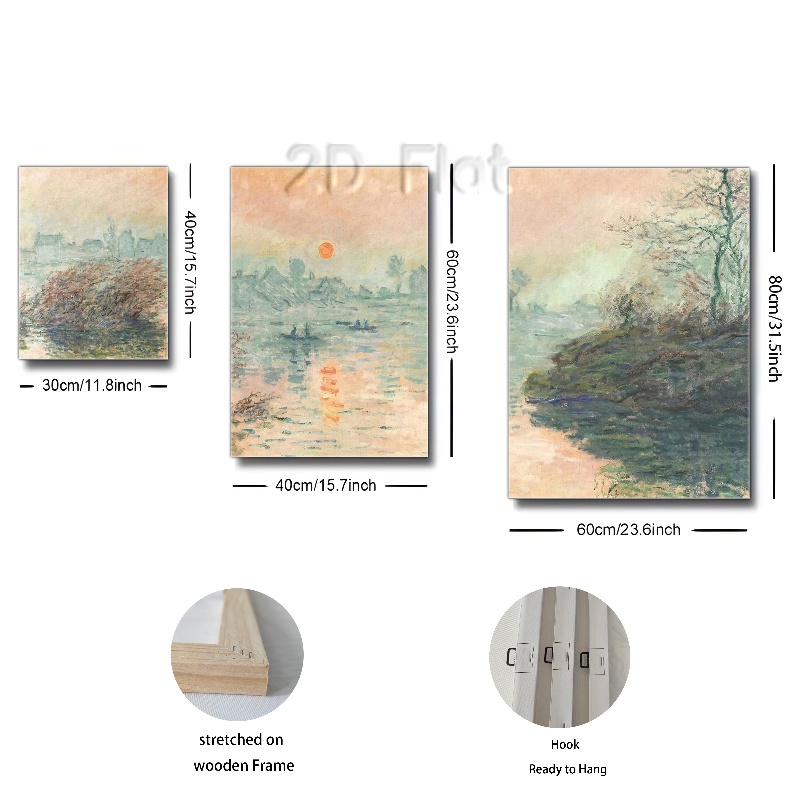 2D Flat
40cm/15.7inch
60cm/23.6inch
80cm/31.5inch
30cm/11.8inch
40cm/15.7inch
60cm/23.6inch
stretched on
wooden Frame
Hook
Ready to Hang